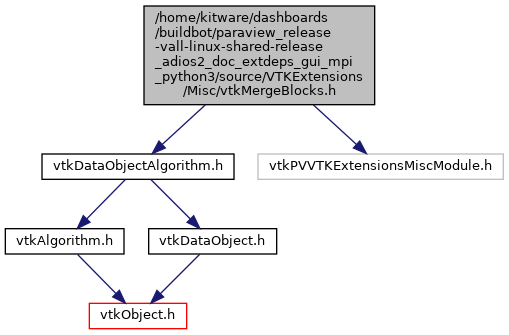 /home/kitware/dashboards
/buildbot/paraview_release
-vall-linux-shared-release
_adios2_doc_extdeps_gui_mpi
_python3/source/VTKExtensions
/Misc/vtkMergeBlocks.h
vtkDataObjectAlgorithm.h
vtkPVVTKExtensionsMiscModule.h
vtkAlgorithm.h
vtkDataObject.h
vtkObject.h